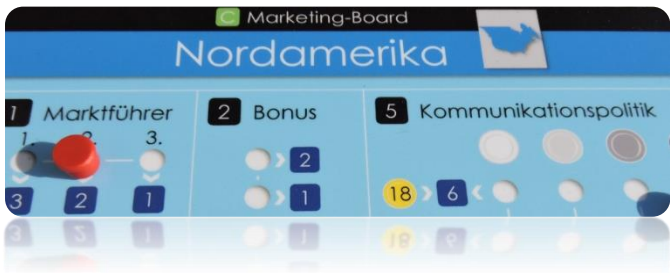 C Marketing-Board
Nordamerika
1 Marktführer 2 Bonus 5 Kommunikationspolitik
1. 2. 3.
2
18 6 1
3 2 1